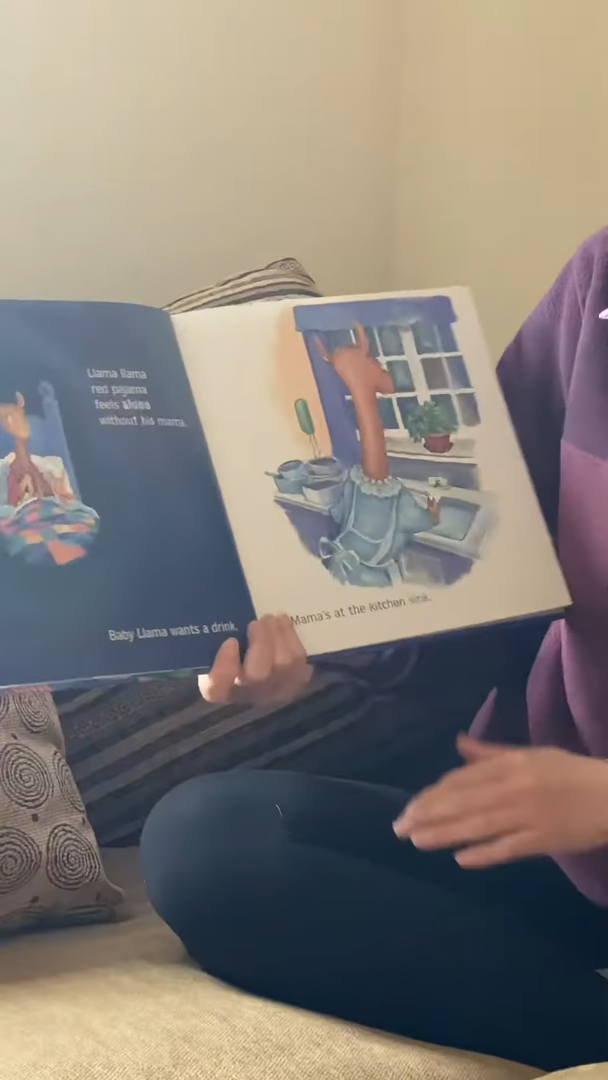 Llama llama
red pajama
feels alone
without his mama.
Baby Llama wants a drink.
Mama's at the kitchen sink.